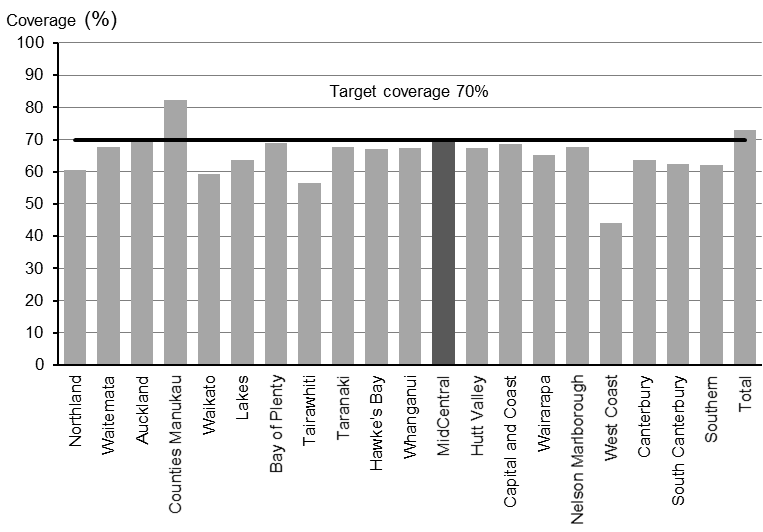 Coverage (%)
100
90
80
70
60
50
40
30
20
10
0
Target coverage 70%
Northland
Waitemata
Auckland
Counties Manukau
Waikato
Lakes
Bay of Plenty
Tairawhiti
Taranaki
Hawke's Bay
Whanganui
MidCentral
Hutt Valley
Capital and Coast
Wairarapa
Nelson Marlborough
West Coast
Canterbury
South Canterbury
Southern
Total